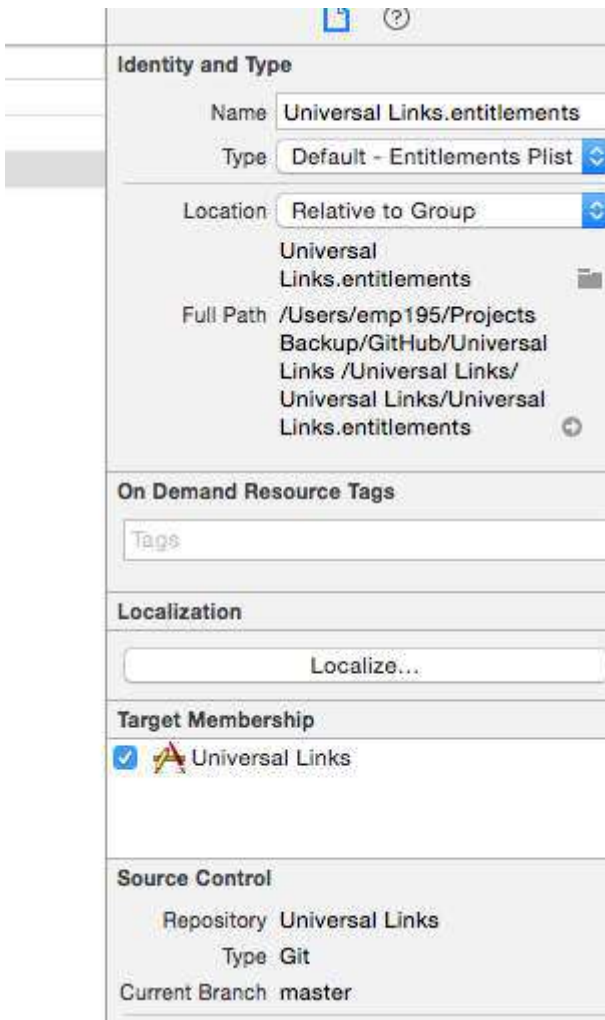 Identity and Type
Name Universal Links.entitlements
Type Default - Entitlements Plist
Location Relative to Group
Universal
Links.entitlements
Full Path /Users/emp195/Projects
Backup/GitHub/Universal
Links /Universal Links/
Universal Links/Universal
Links.entitlements
On Demand Resource Tags
Tags
Localization
Localize...
Target Membership
Universal Links
Source Control
Repository Universal Links
Type Git
Current Branch master